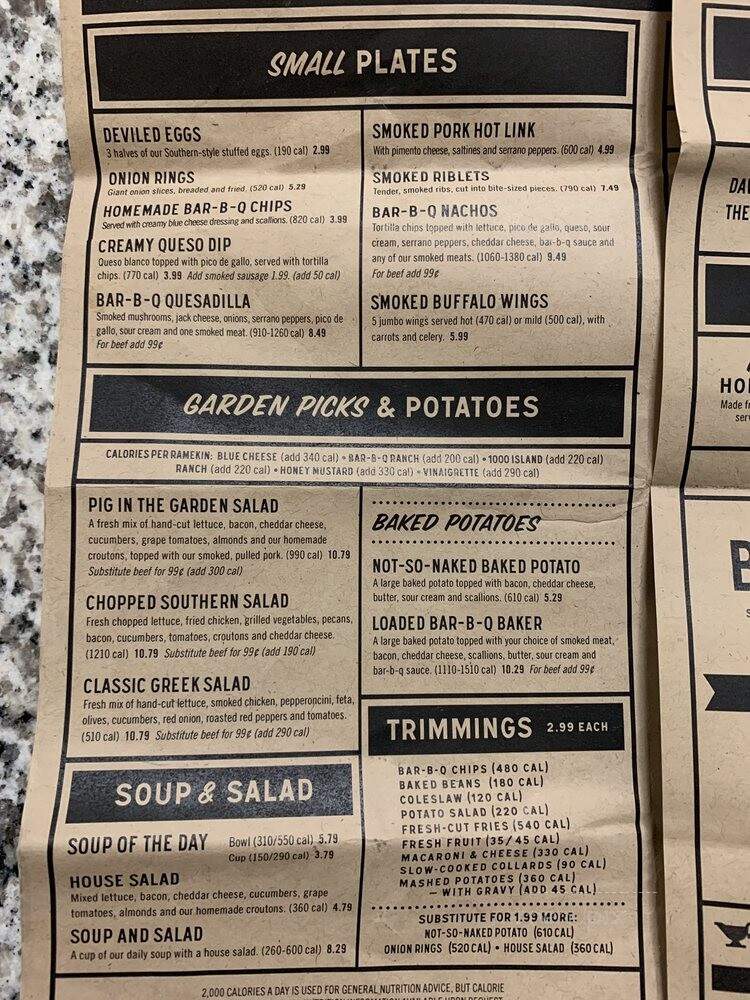 SMALL PLATES
DEVILED EGGS
3 halves of our Southern-style stuffed eggs. (190 cal) 2.99
ONION RINGS
Giant onion slices, breaded and fried. (520 cal) 5.29
HOMEMADE BAR-B-Q CHIPS
Served with creamy blue cheese dressing and scallions. (820 cal) 3.99
CREAMY QUESO DIP
Queso blanco topped with pico de gallo, served with tortilla
chips. (770 cal) 3.99 Add smoked sausage 1.99. (add 50 cal)
BAR-B-Q QUESADILLA
Smoked mushrooms, jack cheese, onions, serrano peppers, pico de
gallo, sour cream and one smoked meat. (910-1260 cal) 8.49
For beef add 99¢
SMOKED PORK HOT LINK
With pimento cheese, saltines and serrano peppers. (600 cal) 4.99
SMOKED RIBLETS
Tender, smoked ribs, cut into bite-sized pieces. (790 cal) 7.49
BAR-B-Q NACHOS
Tortilla chips topped with lettuce, pico de gallo, queso, sour
cream, serrano peppers, cheddar cheese, bar-b-q sauce and
any of our smoked meats. (1060-1380 cal) 9.49
For beef add 99¢
SMOKED BUFFALO WINGS
5 jumbo wings served hot (470 cal) or mild (500 cal), with
carrots and celery. 5.99
GARDEN PICKS & POTATOES
CALORIES PER RAMEKIN: BLUE CHEESE (add 340 cal) • BAR-B-Q RANCH (add 200 cal) • 1000 ISLAND (add 220 cal)
RANCH (add 220 cal) • HONEY MUSTARD (add 330 cal) • VINAIGRETTE (add 290 cal)
PIG IN THE GARDEN SALAD
A fresh mix of hand-cut lettuce, bacon, cheddar cheese,
cucumbers, grape tomatoes, almonds and our homemade
croutons, topped with our smoked, pulled pork. (990 cal) 10.79
Substitute beef for 99¢ (add 300 cal)
CHOPPED SOUTHERN SALAD
Fresh chopped lettuce, fried chicken, grilled vegetables, pecans,
bacon, cucumbers, tomatoes, croutons and cheddar cheese.
(1210 cal) 10.79 Substitute beef for 99¢ (add 190 cal)
CLASSIC GREEK SALAD
Fresh mix of hand-cut lettuce, smoked chicken, pepperoncini, feta,
olives, cucumbers, red onion, roasted red peppers and tomatoes.
(510 cal) 10.79 Substitute beef for 99¢ (add 290 cal)
BAKED POTATOES
NOT-SO-NAKED BAKED POTATO
A large baked potato topped with bacon, cheddar cheese,
butter, sour cream and scallions. (610 cal) 5.29
LOADED BAR-B-Q BAKER
A large baked potato topped with your choice of smoked meat,
bacon, cheddar cheese, scallions, butter, sour cream and
bar-b-q sauce. (1110-1510 cal) 10.29 For beef add 99¢
SOUP & SALAD
SOUP OF THE DAY Bowl (310/550 cal) 5.79
Cup (150/290 cal) 3.79
HOUSE SALAD
Mixed lettuce, bacon, cheddar cheese, cucumbers, grape
tomatoes, almonds and our homemade croutons. (360 cal) 4.79
SOUP AND SALAD
A cup of our daily soup with a house salad. (260-600 cal) 8.29
TRIMMINGS 2.99 EACH
BAR-B-Q CHIPS (480 CAL)
BAKED BEANS (180 CAL)
COLESLAW (120 CAL)
POTATO SALAD (220 CAL)
FRESH-CUT FRIES (540 CAL)
FRESH FRUIT (35/45 CAL)
MACARONI & CHEESE (330 CAL)
SLOW-COOKED COLLARDS (90 CAL)
MASHED POTATOES (360 CAL)
— WITH GRAVY (ADD 45 CAL)
SUBSTITUTE FOR 1.99 MORE:
NOT-SO-NAKED POTATO (610 CAL)
ONION RINGS (520 CAL) • HOUSE SALAD (360 CAL)
2,000 CALORIES A DAY IS USED FOR GENERAL NUTRITION ADVICE, BUT CALORIE